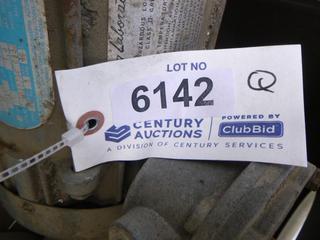 LOT NO
6142
Q
CENTURY AUCTIONS
POWERED BY
ClubBid
A DIVISION OF CENTURY SERVICES